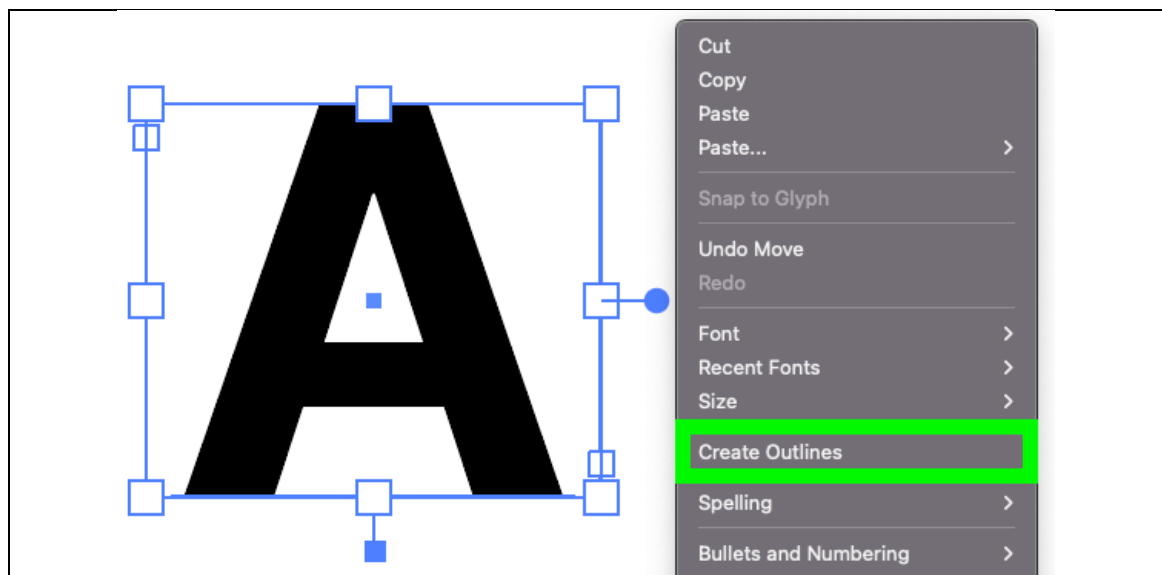 A
Cut
Copy
Paste
Paste...
Snap to Glyph
Undo Move
Redo
Font
Recent Fonts
Size
Create Outlines
Spelling
Bullets and Numbering